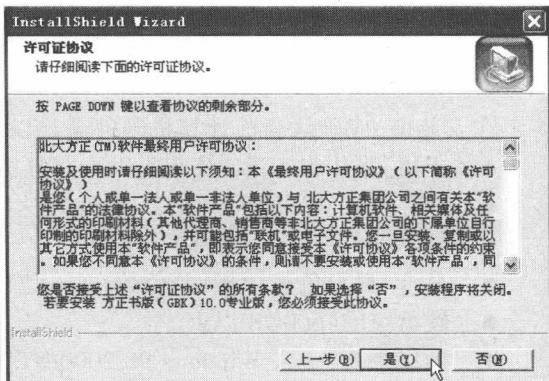 InstallShield Wizard
许可证协议
请仔细阅读下面的许可证协议。
按 PAGE DOWN 键以查看协议的剩余部分。
北大方正(TM)软件最终用户许可协议：
安装及使用时请仔细阅读以下须知：本《最终用户许可协议》（以下简称《许可
协议》）
是您（个人或单一法人或单一非法人单位）与 北大方正集团公司之间有关本“软
件产品”的法律协议。本“软件产品”包括以下内容：计算机软件、相关媒体及任
何形式的印刷材料（其他代理商、销售商等非北大方正集团公司的下属单位自行
印制的印刷材料除外），并可能包括“联机”或电子文件。您一旦安装、复制或以
其它方式使用本“软件产品”，即表示您同意接受本《许可协议》各项条件的约束
。如果您不同意本《许可协议》的条件，则请不要安装或使用本“软件产品”，同
您是否接受上述“许可证协议”的所有条款？ 如果选择“否”，安装程序将关闭。
若要安装 方正书版（GBK）10.0专业版，您必须接受此协议。
InstallShield
<上一步(B)
是(Y)
否(N)